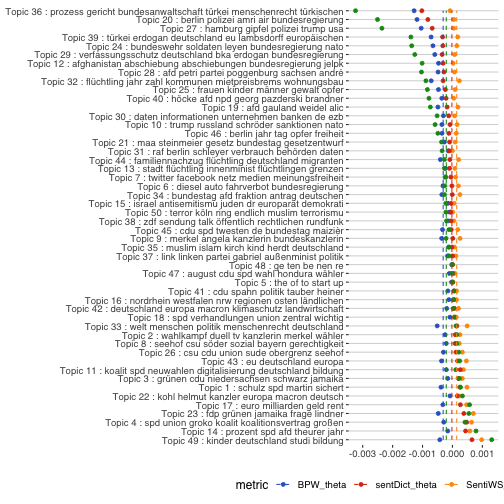 Topic 36 : prozess gericht bundesanwaltschaft türkei menschenrecht türkischen
Topic 20 : berlin polizei amri air bundesregierung
Topic 27 : hamburg gipfel polizei trump usa
Topic 39 : türkei erdogan deutschland eu lambsdorff europäischen
Topic 24 : bundeswehr soldaten leyen bundesregierung nato
Topic 29 : verfassungsschutz deutschland bka erdogan bundesregierung
Topic 12 : afghanistan abschiebung abschiebungen bundesregierung jelpk
Topic 28 : afd petri partei poggenburg sachsen andré
Topic 32 : flüchtling jahr zahl kommunen mietpreisbrems wohnungsbau
Topic 25 : frauen kinder männer gewalt opfer
Topic 40 : höcke afd npd georg pazderski brandner
Topic 19 : afd gauland weidel alic
Topic 30 : daten informationen unternehmen banken de ezb
Topic 10 : trump russland schröder sanktionen nato
Topic 46 : berlin jahr tag opfer freiheit
Topic 21 : maa steinmeier gesetz bundestag gesetzentwurf
Topic 31 : raf berlin schleyer verbrauch behörden daten
Topic 44 : familiennachzug flüchtling deutschland migranten
Topic 13 : stadt flüchtling innenminist flüchtlingen grenzen
Topic 7 : twitter facebook netz medien meinungsfreiheit
Topic 6 : diesel auto fahrverbot bundesregierung
Topic 34 : bundestag afd fraktion antrag deutschen
Topic 15 : israel antisemitismu juden dr europarat demokrati
Topic 50 : terror köln ring endlich muslim terrorismu
Topic 38 : zdf sendung talk öffentlich rechtlichen rundfunk
Topic 45 : cdu spd twesten de bundestag maizièr
Topic 9 : merkel angela kanzlerin bundeskanzlerin
Topic 35 : muslim islam kirch kind herdt deutschland
Topic 37 : link linken partei gabriel außenminist politik
Topic 48 : ge ten be nen re
Topic 47 : august cdu spd wahl hondura wähler
Topic 5 : the of to start up
Topic 41 : cdu spahn politik tauber heiner
Topic 16 : nordrhein westfalen nrw regionen osten ländlichen
Topic 42 : deutschland europa macron klimaschutz landwirtschaft
Topic 18 : spd verhandlungen union zentral wichtig
Topic 33 : welt menschen politik menschenrecht deutschland
Topic 2 : wahlkampf duell tv kanzlerin merkel wähler
Topic 8 : seehof csu söder sozial bayern gerechtigkeit
Topic 26 : csu cdu union sude obergrenz seehof
Topic 43 : eu deutschland europa
Topic 11 : koalit spd neuwahlen digitalisierung deutschland bildung
Topic 3 : grünen cdu niedersachsen schwarz jamaika
Topic 1 : schulz spd martin sichert
Topic 22 : kohl helmut kanzler europa macron deutsch
Topic 17 : euro milliarden geld rent
Topic 23 : fdp grünen jamaika frage lindner
Topic 4 : spd union groko koalit koalitionsvertrag großen
Topic 14 : prozent spd afd theurer jahr
Topic 49 : kinder deutschland studi bildung
-0.003 -0.002 -0.001 0.000 0.001
metric BPW_theta sentDict_theta SentiWS